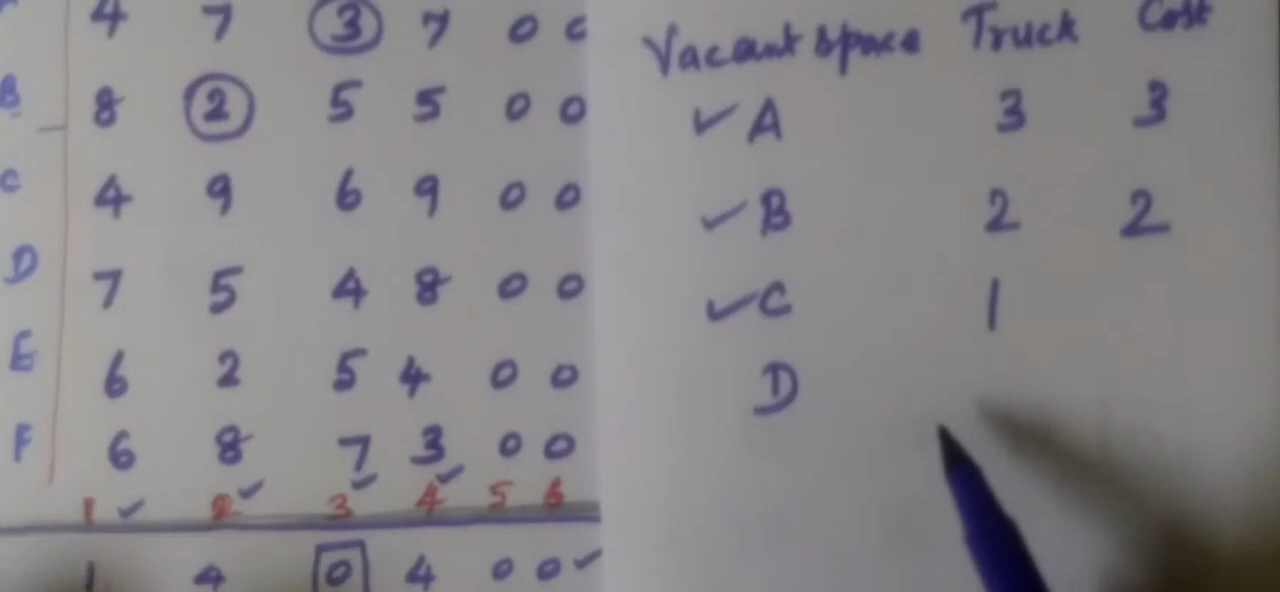 4 7 3 7 0
B 8 2 5 5 0 0
C 4 9 6 9 0 0
D 7 5 4 8 0 0
E 6 2 5 4 0 0
F 6 8 7 3 0 0
1 2 3 4 5 6
1 4 0 4 0 0
Vacant space Truck Cost
A 3 3
B 2 2
C 1
D